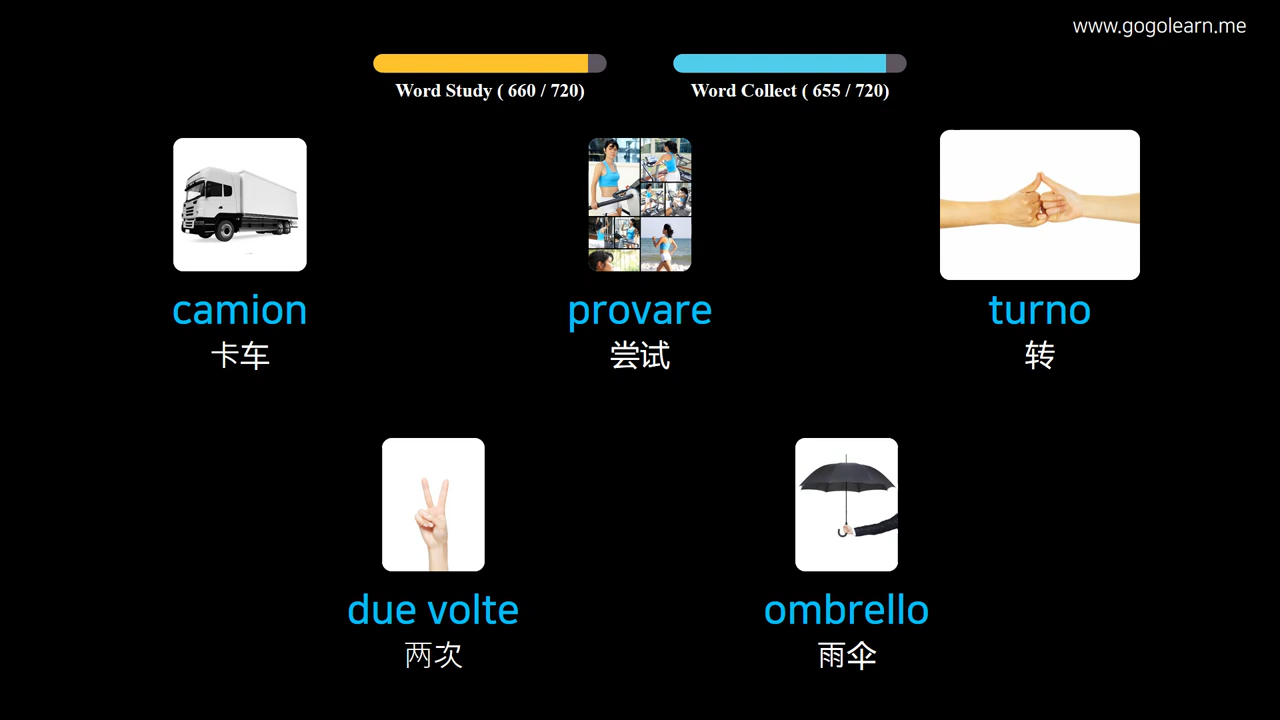 www.gogolearn.me
Word Study ( 660 / 720)
Word Collect ( 655 / 720)
camion
卡车
provare
尝试
turno
转
due volte
两次
ombrello
雨伞